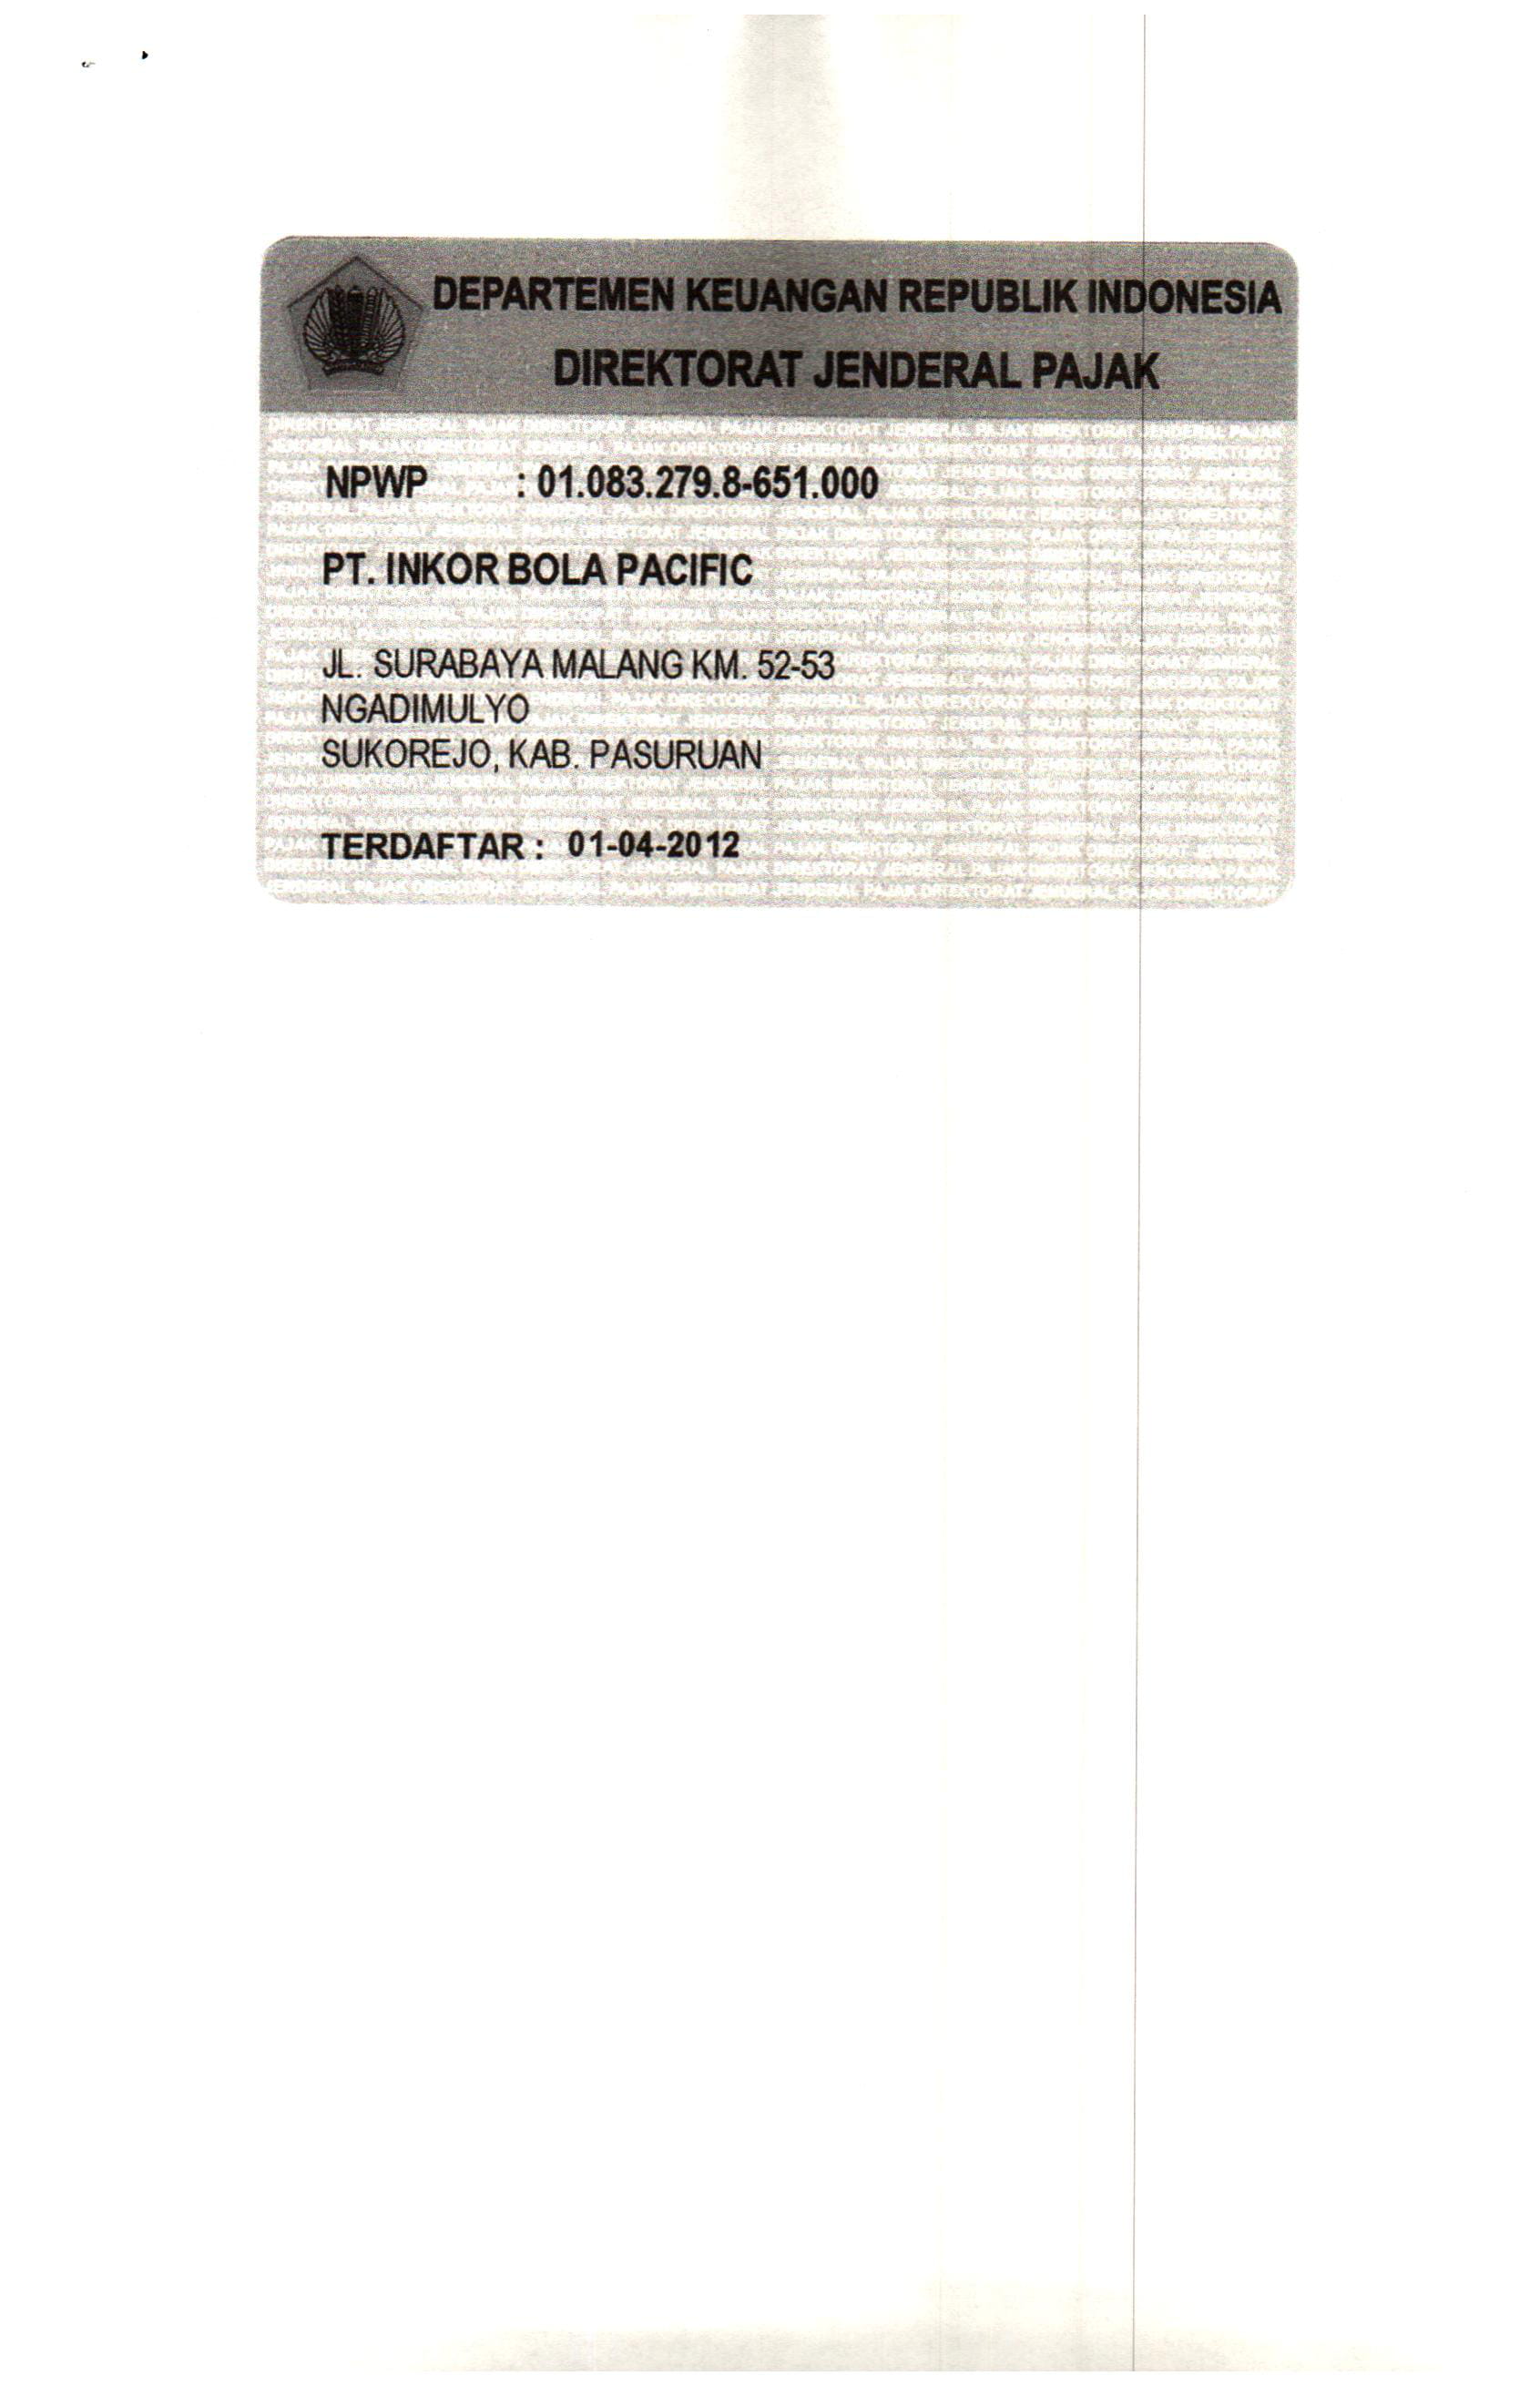 DEPARTEMEN KEUANGAN REPUBLIK INDONESIA
DIREKTORAT JENDERAL PAJAK
NPWP : 01.083.279.8-651.000
PT. INKOR BOLA PACIFIC
JL. SURABAYA MALANG KM. 52-53
NGADIMULYO
SUKOREJO, KAB. PASURUAN
TERDAFTAR : 01-04-2012